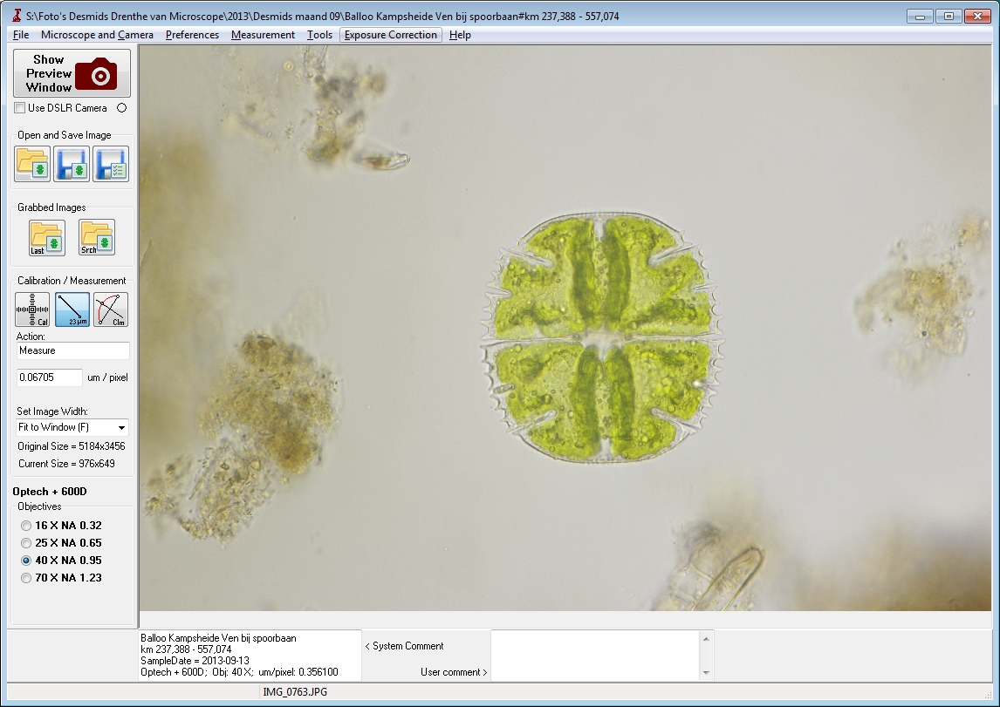 S:\Foto's Desmids Drenthe van Microscope\2013\Desmids maand 09\Balloo Kampsheide Ven bij spoorbaan#km 237,388 - 557,074
File Microscope and Camera Preferences Measurement Tools Exposure Correction Help
Show
Preview
Window
Use DSLR Camera
Open and Save Image
Grabbed Images
Last Srch
Calibration / Measurement
Cal 23 µm Clm
Action:
Measure
0.06705 um / pixel
Set Image Width:
Fit to Window (F)
Original Size = 5184x3456
Current Size = 976x649
Optech + 600D
Objectives
16 X NA 0.32
25 X NA 0.65
40 X NA 0.95
70 X NA 1.23
Balloo Kampsheide Ven bij spoorbaan
km 237,388 - 557,074
SampleDate = 2013-09-13
Optech + 600D; Obj: 40 X; um/pixel: 0.356100
< System Comment
User comment >
IMG_0763.JPG